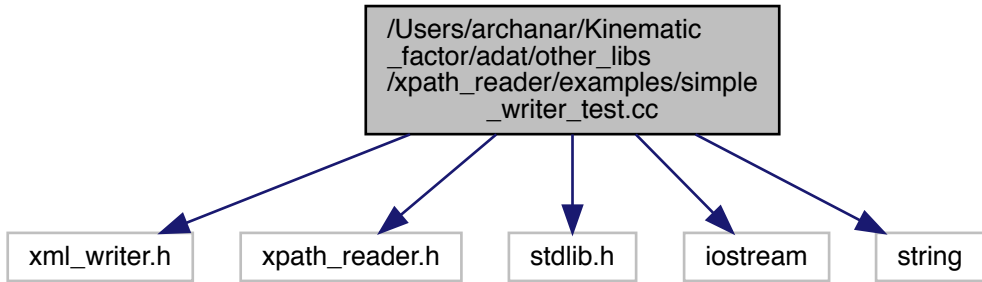 /Users/archanar/Kinematic
_factor/adat/other_libs
/xpath_reader/examples/simple
_writer_test.cc
xml_writer.h
xpath_reader.h
stdlib.h
iostream
string